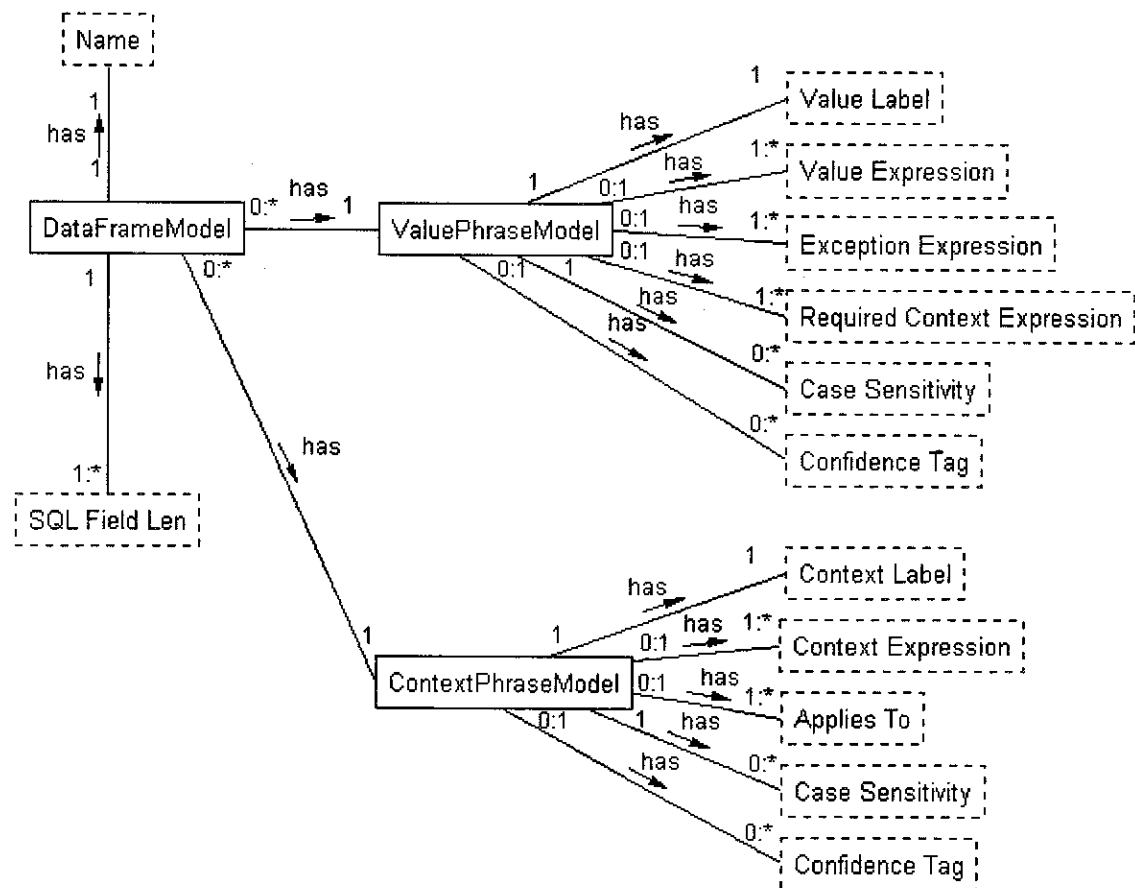 Name
1
has
1
DataFrameModel
0:*
has
1
ValuePhraseModel
1
has
1:*
SQL Field Len
0:*
has
1
ContextPhraseModel
1
has
1
Value Label
0:1
has
1:*
Value Expression
0:1
has
1:*
Exception Expression
0:1
has
1:*
Required Context Expression
1
has
0:*
Case Sensitivity
0:1
has
0:*
Confidence Tag
1
has
1
Context Label
0:1
has
1:*
Context Expression
0:1
has
1:*
Applies To
1
has
0:*
Case Sensitivity
0:1
has
0:*
Confidence Tag